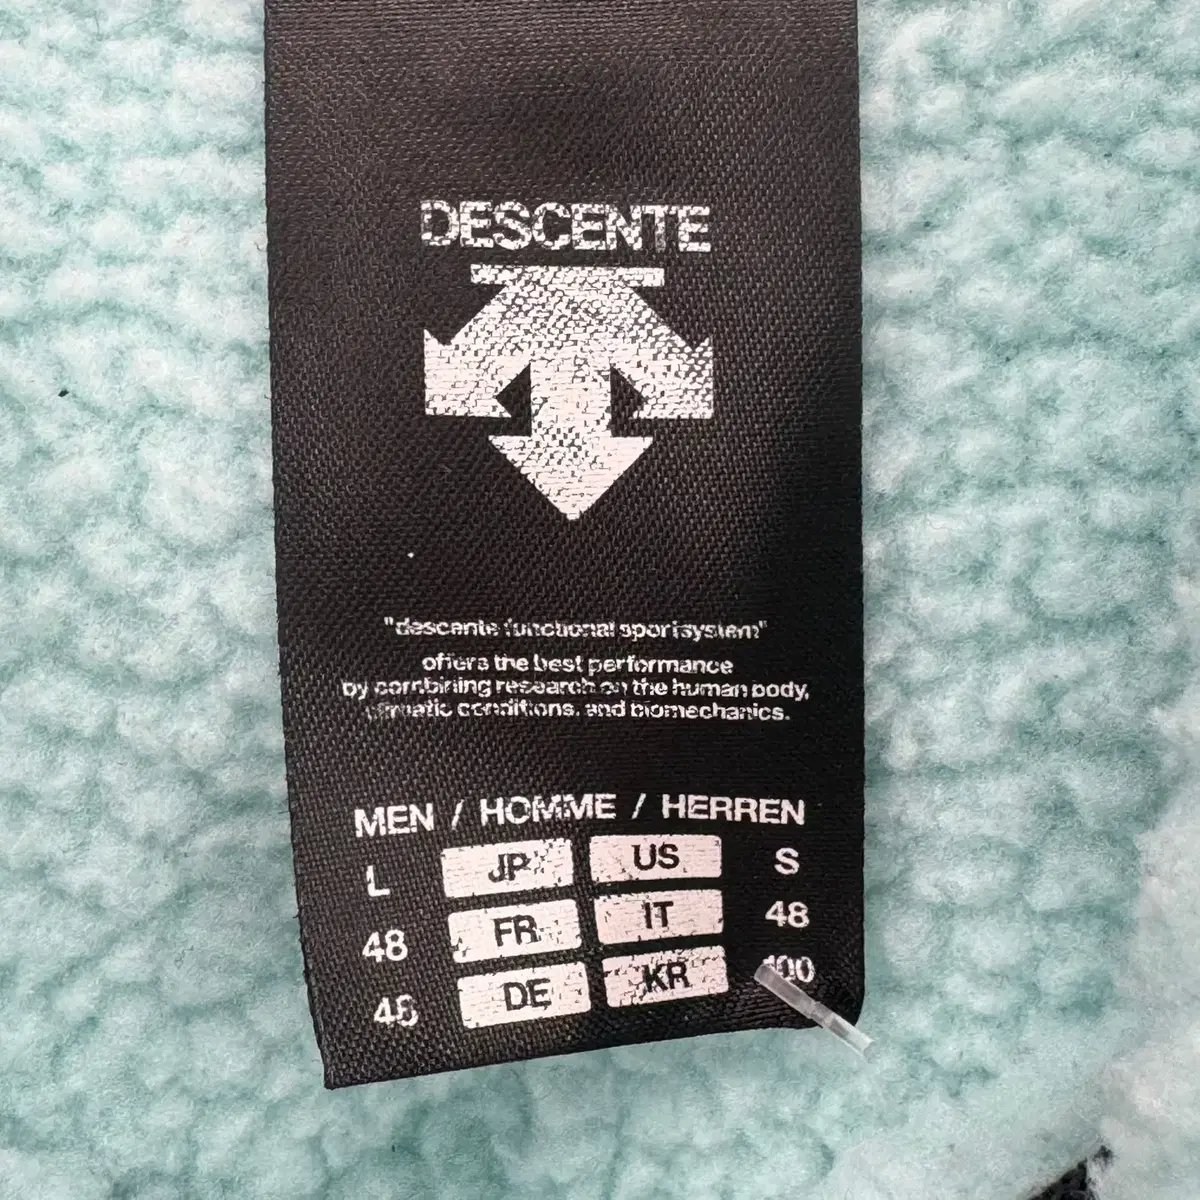 DESCENTE
"descente functional sportsystem"
offers the best performance
by combining research on the human body,
climatic conditions, and biomechanics.
MEN / HOMME / HERREN
L JP US S
48 FR IT 48
46 DE KR 100